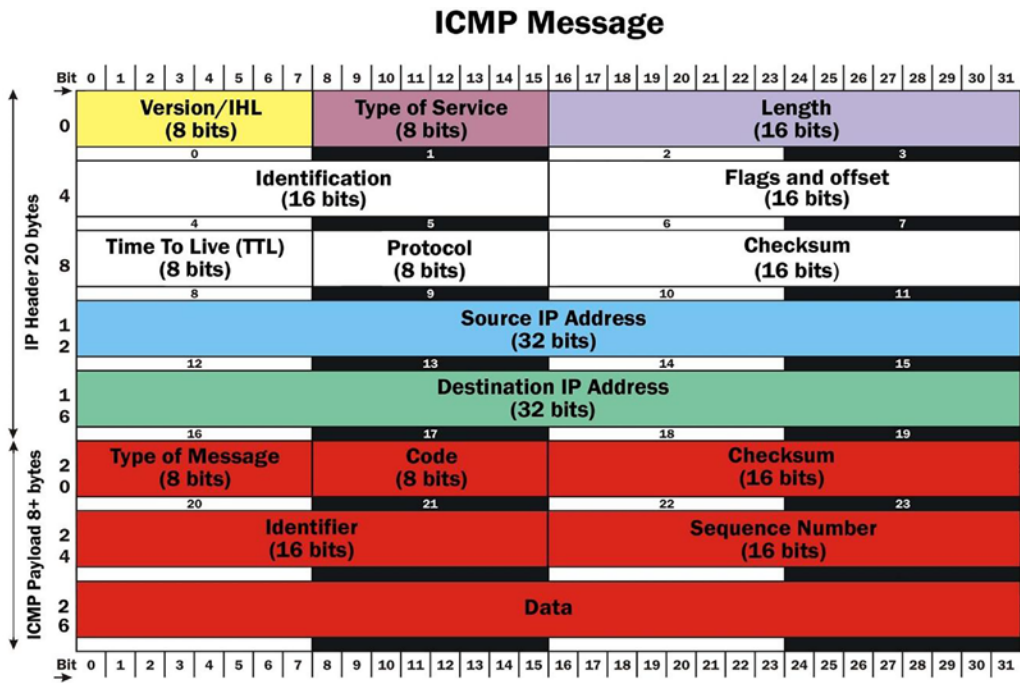 ICMP Message
Bit 0 1 2 3 4 5 6 7 8 9 10 11 12 13 14 15 16 17 18 19 20 21 22 23 24 25 26 27 28 29 30 31
IP Header 20 bytes
0
Version/IHL
(8 bits)
Type of Service
(8 bits)
Length
(16 bits)
0 1 2 3
4
Identification
(16 bits)
Flags and offset
(16 bits)
4 5 6 7
8
Time To Live (TTL)
(8 bits)
Protocol
(8 bits)
Checksum
(16 bits)
8 9 10 11
1
2
Source IP Address
(32 bits)
12 13 14 15
1
6
Destination IP Address
(32 bits)
16 17 18 19
ICMP Payload 8+ bytes
2
0
Type of Message
(8 bits)
Code
(8 bits)
Checksum
(16 bits)
20 21 22 23
2
4
Identifier
(16 bits)
Sequence Number
(16 bits)
2
6
Data
Bit 0 1 2 3 4 5 6 7 8 9 10 11 12 13 14 15 16 17 18 19 20 21 22 23 24 25 26 27 28 29 30 31